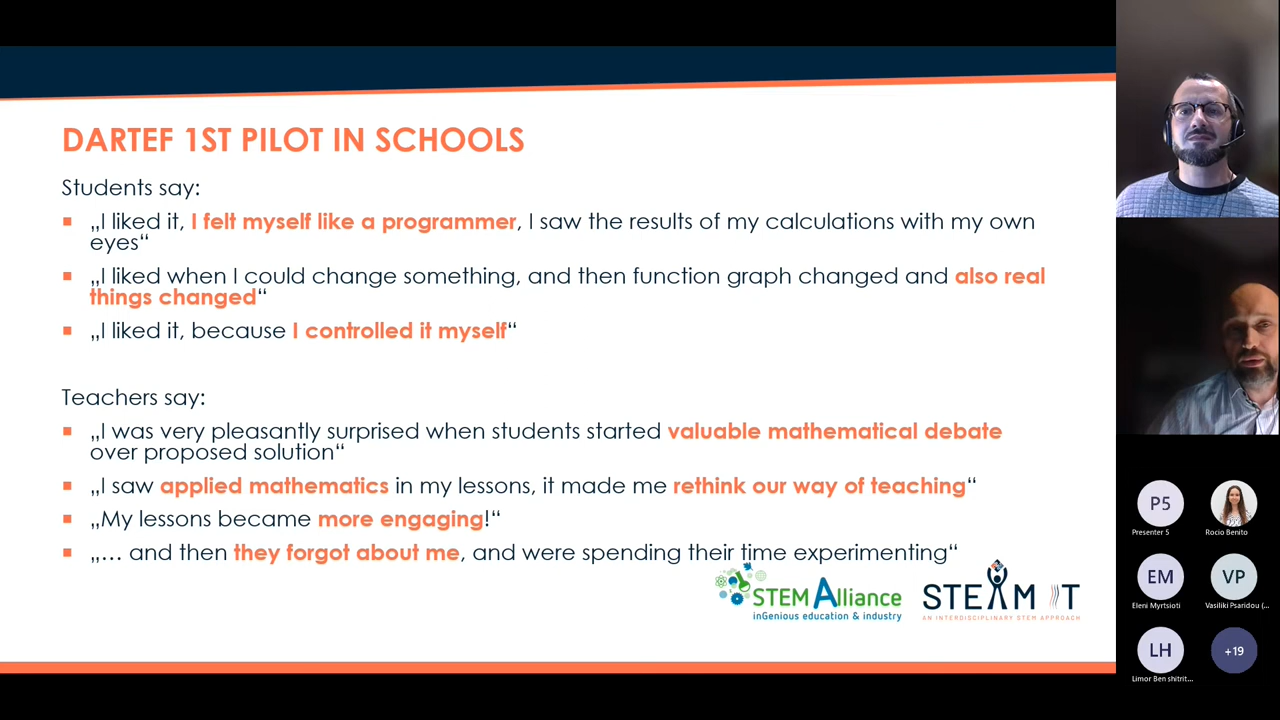 DARTEF 1ST PILOT IN SCHOOLS
Students say:
„I liked it, I felt myself like a programmer, I saw the results of my calculations with my own
eyes“
„I liked when I could change something, and then function graph changed and also real
things changed“
„I liked it, because I controlled it myself“
Teachers say:
„I was very pleasantly surprised when students started valuable mathematical debate
over proposed solution“
„I saw applied mathematics in my lessons, it made me rethink our way of teaching“
„My lessons became more engaging!“
„… and then they forgot about me, and were spending their time experimenting“
STEM Alliance
inGenious education & industry
STEAM IT
AN INTERDISCIPLINARY STEM APPROACH
P5
Presenter 5
Rocio Benito
EM
Eleni Myrtsioti
VP
Vasiliki Psaridou (...
LH
Limor Ben shitrit...
+19